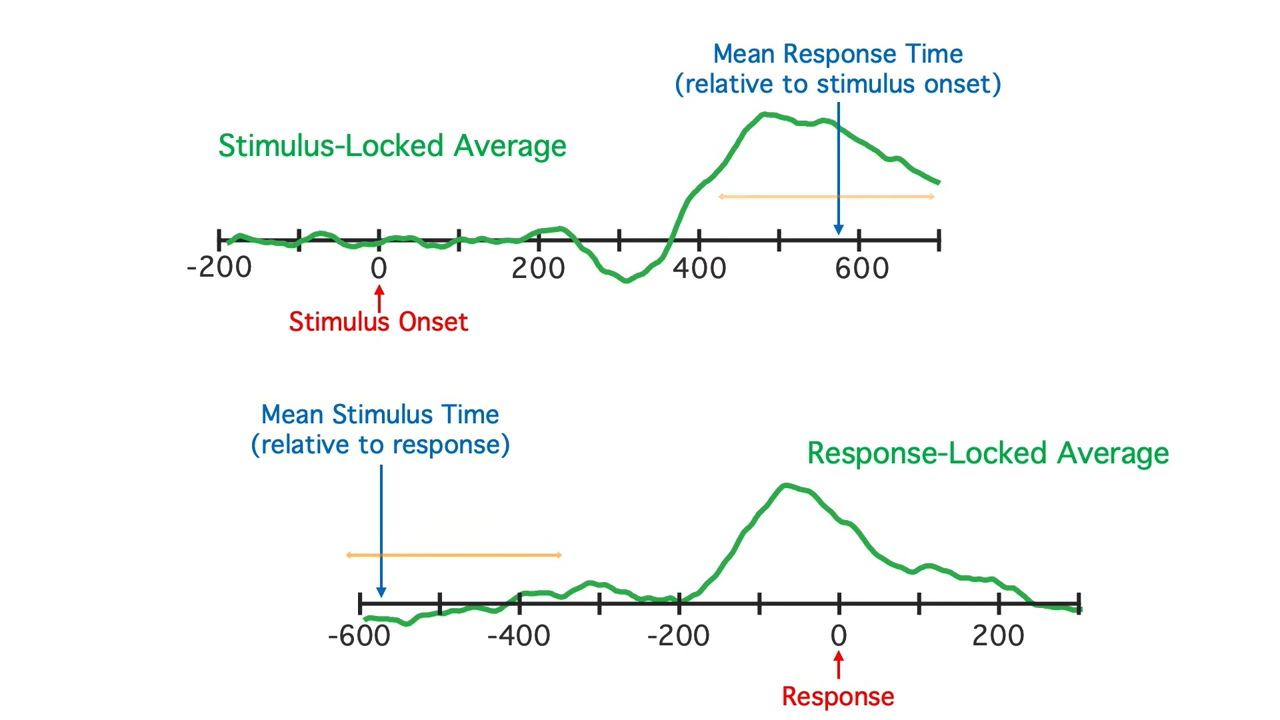 Mean Response Time
(relative to stimulus onset)
Stimulus-Locked Average
-200 0 200 400 600
Stimulus Onset
Mean Stimulus Time
(relative to response)
Response-Locked Average
-600 -400 -200 0 200
Response